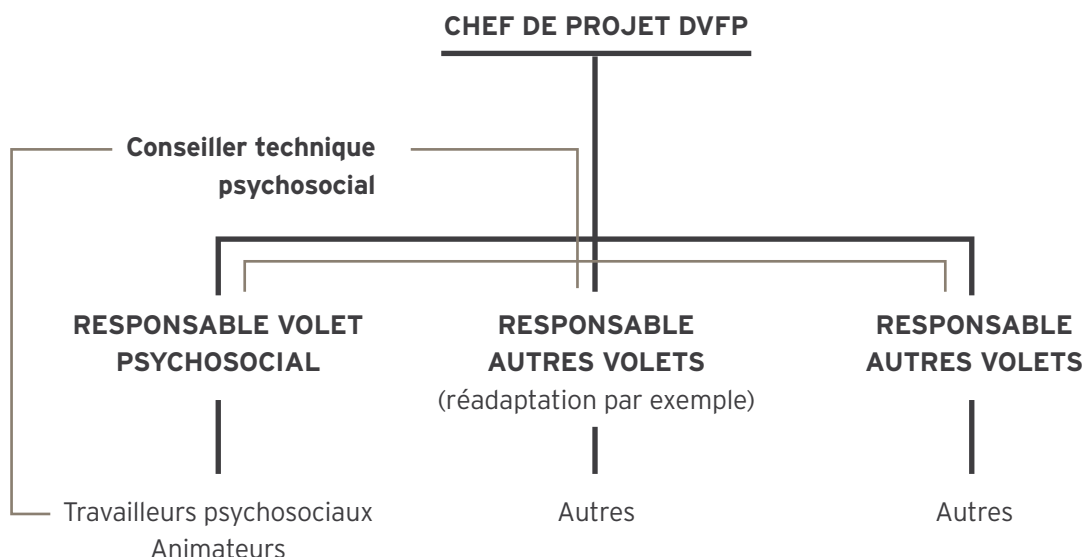 CHEF DE PROJET DVFP
Conseiller technique
psychosocial
RESPONSABLE VOLET
PSYCHOSOCIAL
RESPONSABLE
AUTRES VOLETS
(réadaptation par exemple)
RESPONSABLE
AUTRES VOLETS
Travailleurs psychosociaux
Animateurs
Autres
Autres